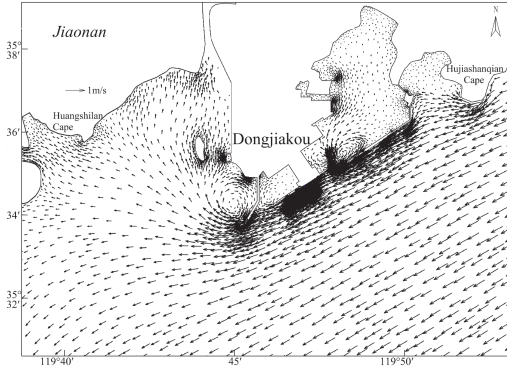 35°
38'
Jiaonan
N
Hujiashanqian
Cape
1m/s
Huangshilan
Cape
36'
Dongjiakou
34'
35°
32'
119°40'
45'
119°50'